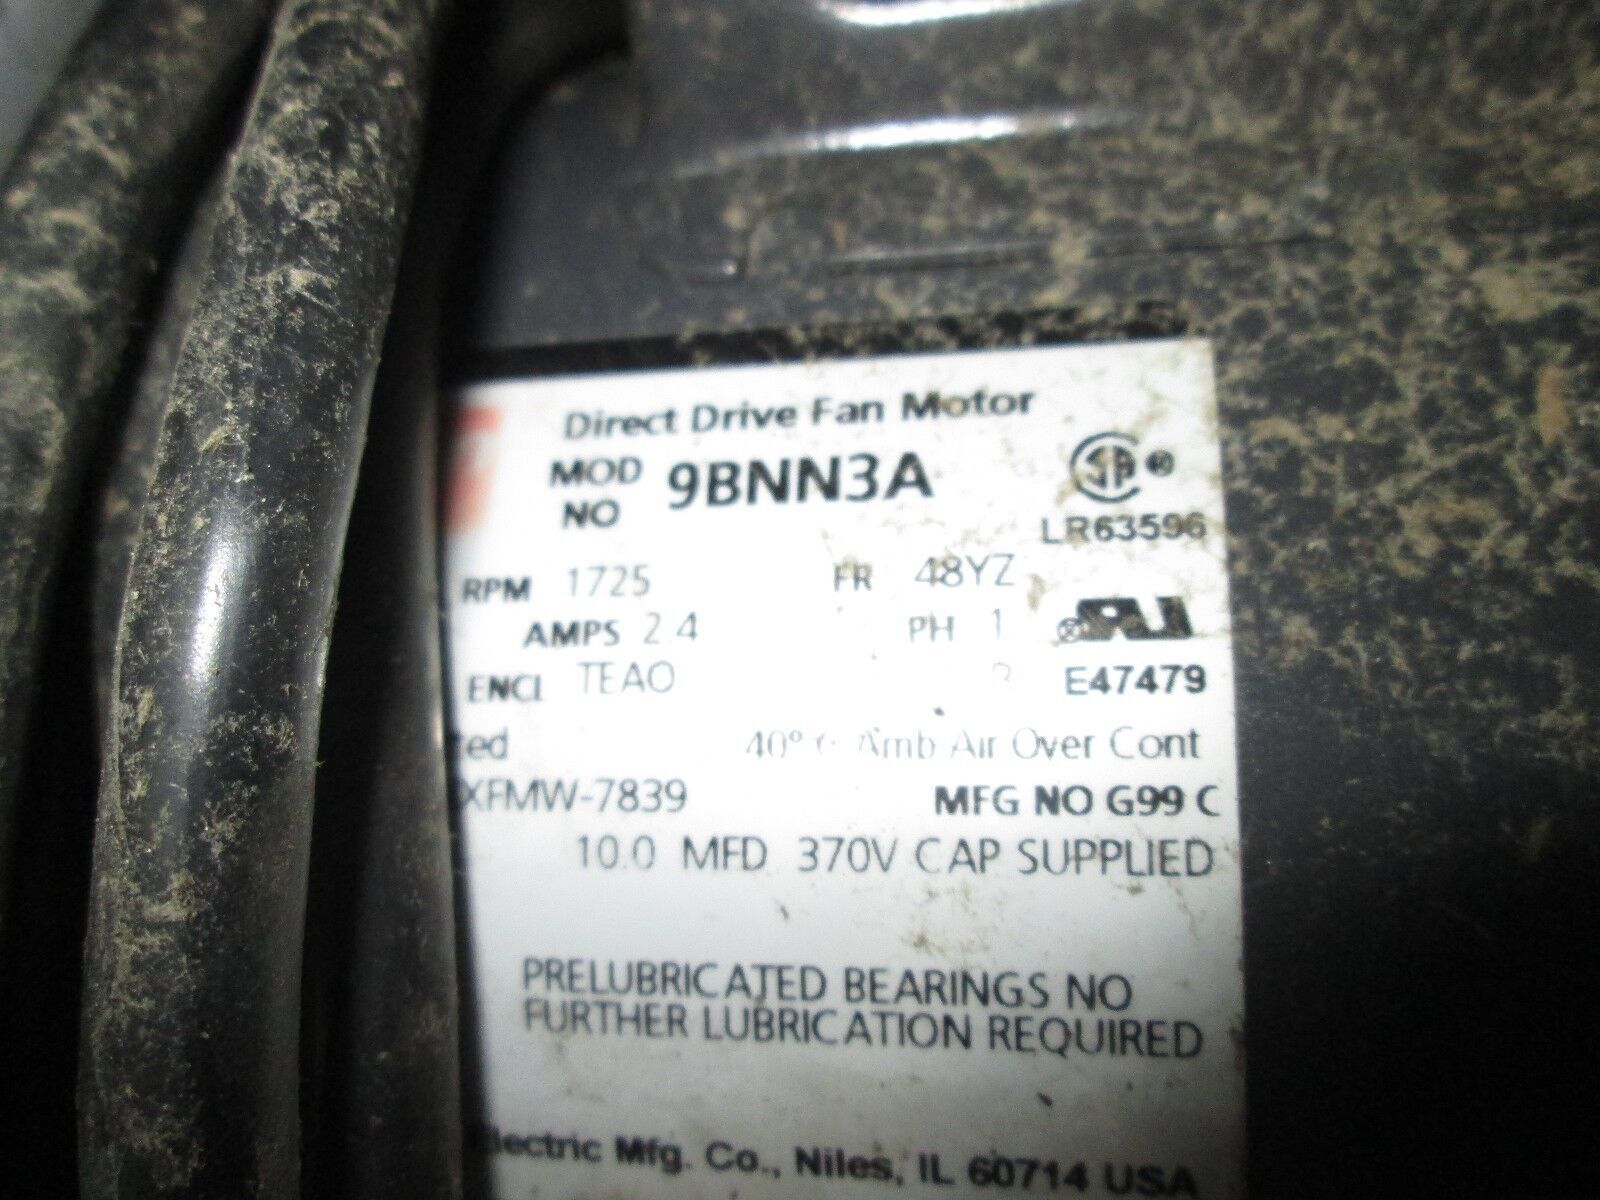 Direct Drive Fan Motor
MOD NO 9BNN3A
LR63596
RPM 1725 FR 48YZ
AMPS 2.4 PH 1
ENCL TEAO E47479
40° C Amb Air Over Cont
XFMW-7839 MFG NO G99 C
10.0 MFD 370V CAP SUPPLIED
PRELUBRICATED BEARINGS NO
FURTHER LUBRICATION REQUIRED
Electric Mfg. Co., Niles, IL 60714 USA